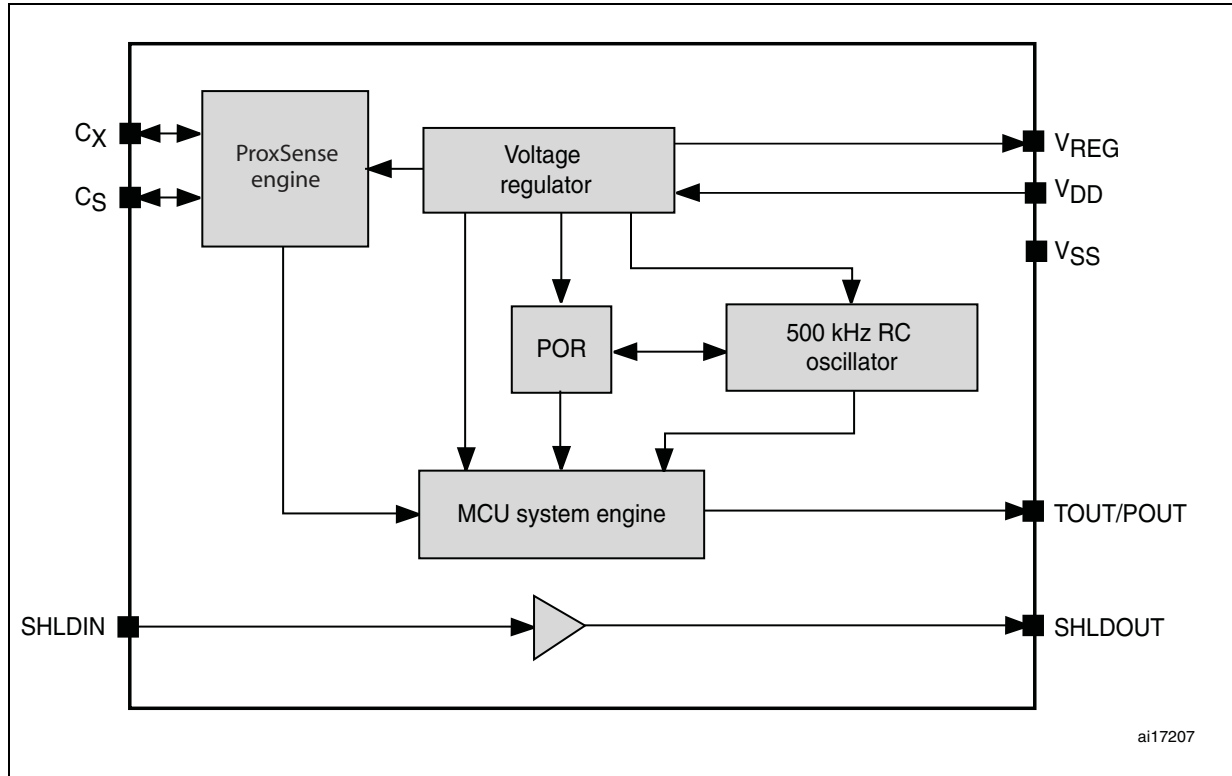 CX
CS
ProxSense
engine
Voltage
regulator
VREG
VDD
VSS
POR
500 kHz RC
oscillator
MCU system engine
TOUT/POUT
SHLDIN
SHLDOUT
ai17207